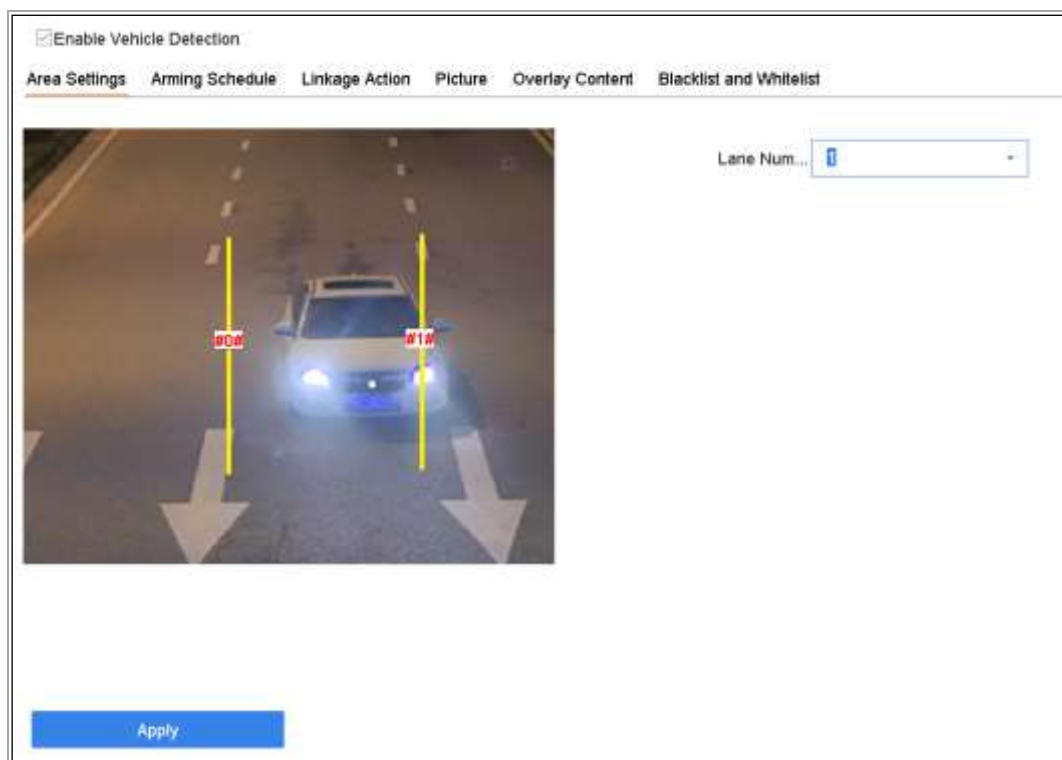 Enable Vehicle Detection
Area Settings Arming Schedule Linkage Action Picture Overlay Content Blacklist and Whitelist
Lane Num... 1
#0# #1#
Apply